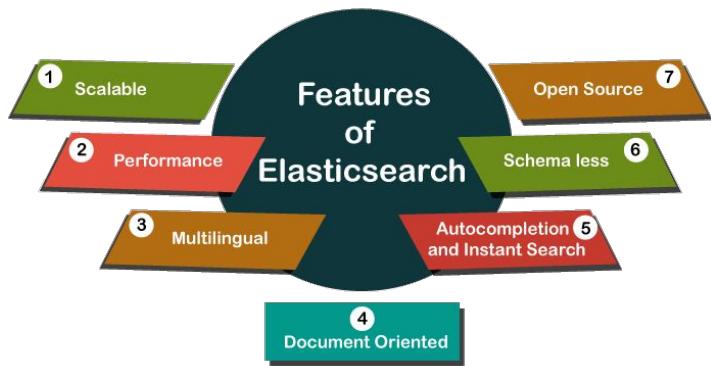 Features
of
Elasticsearch
1
Scalable
2
Performance
3
Multilingual
4
Document Oriented
5
Autocompletion
and Instant Search
6
Schema less
7
Open Source